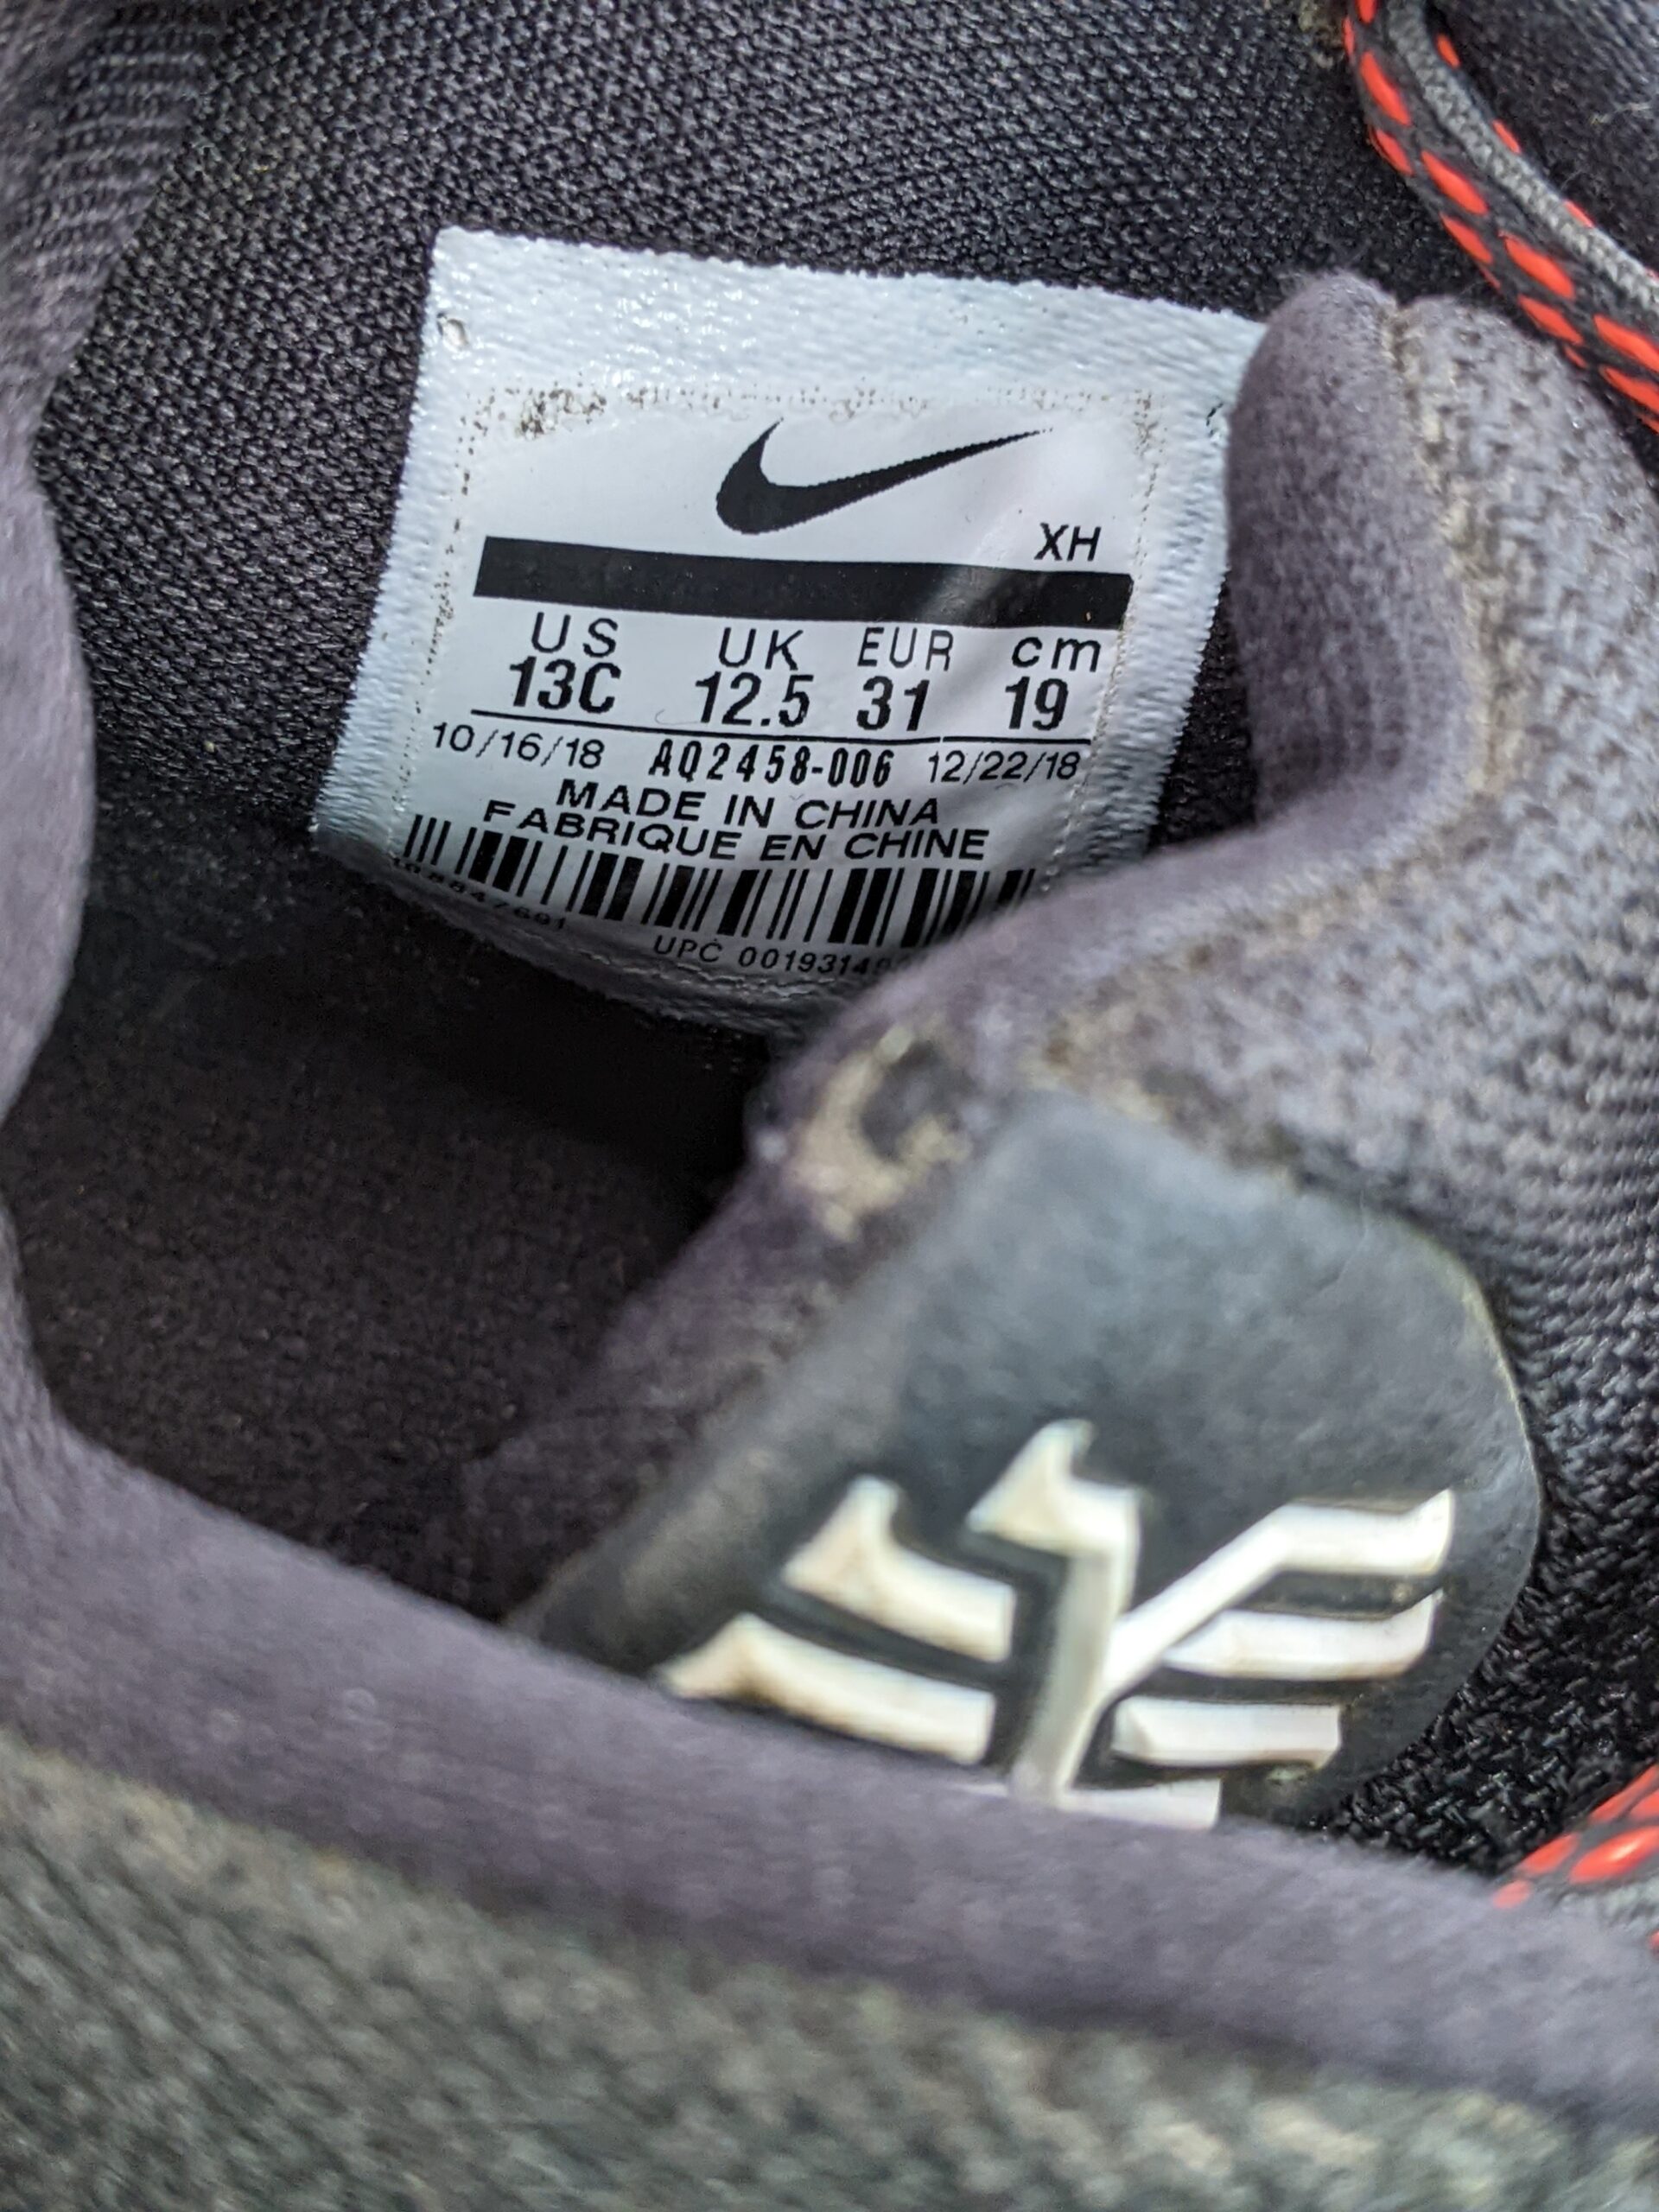 XH
US UK EUR cm
13C 12.5 31 19
10/16/18 AQ2458-006 12/22/18
MADE IN CHINA
FABRIQUE EN CHINE
UPC